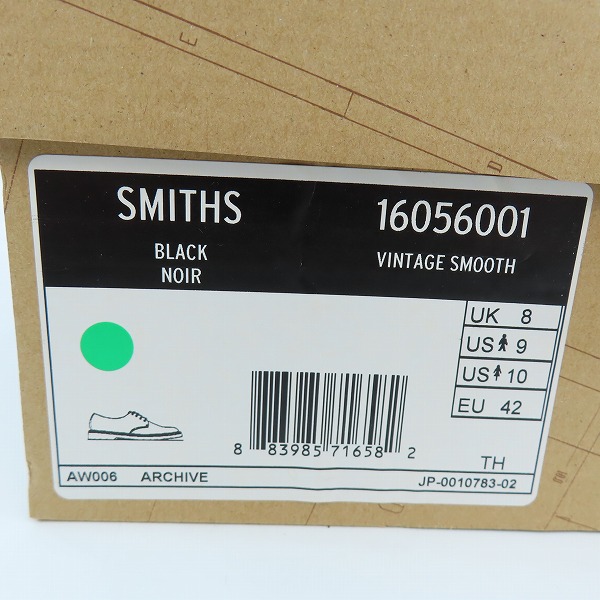 SMITHS 16056001
BLACK
NOIR
VINTAGE SMOOTH
UK 8
US 9
US 10
EU 42
8 83985 71658 2
TH
AW006 ARCHIVE JP-0010783-02
E
D